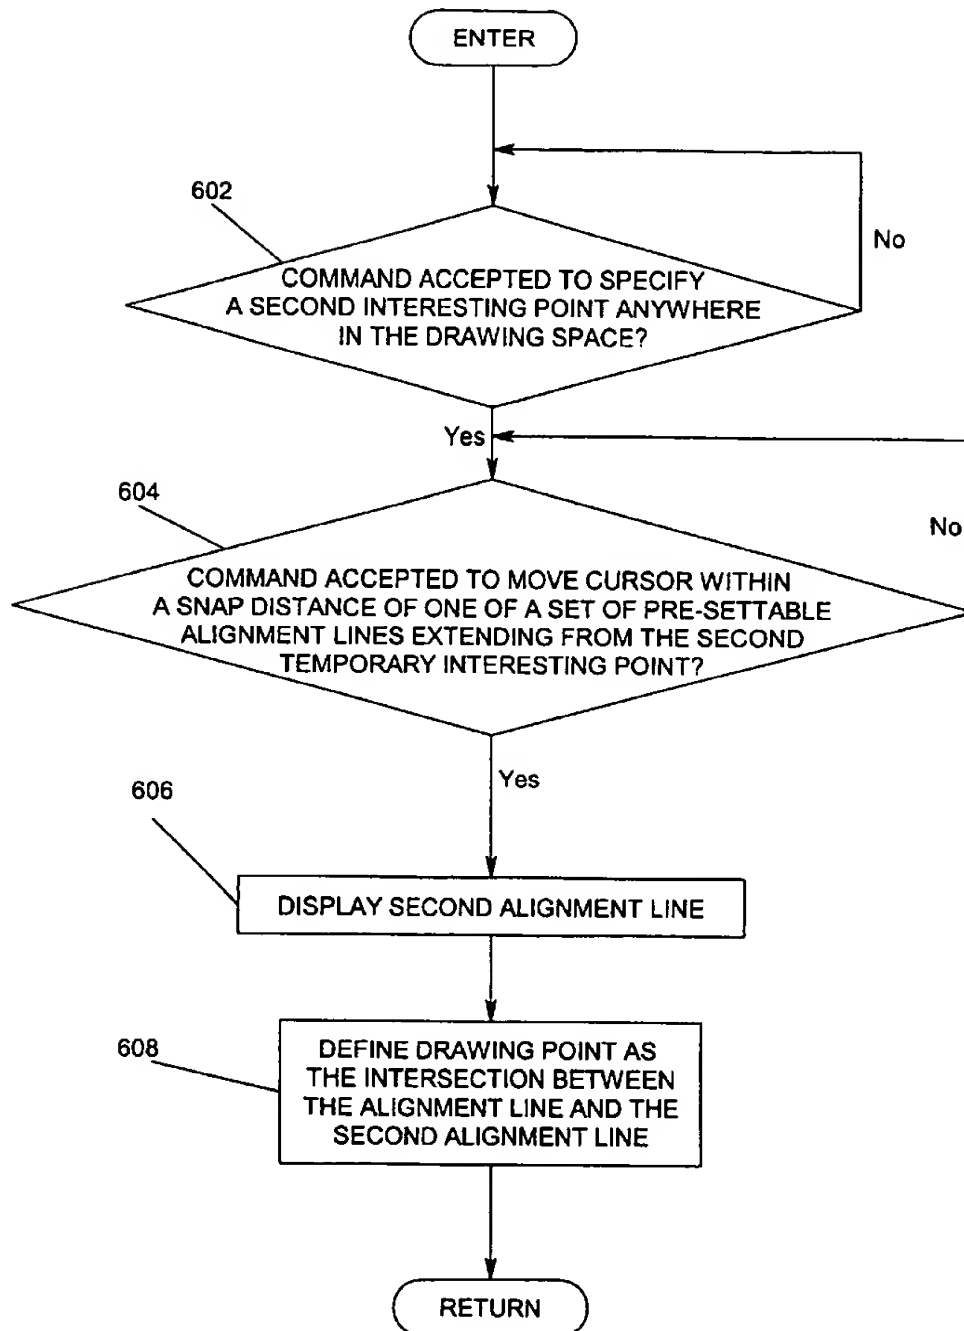 ENTER
602
No
COMMAND ACCEPTED TO SPECIFY
A SECOND INTERESTING POINT ANYWHERE
IN THE DRAWING SPACE?
Yes
604
No
COMMAND ACCEPTED TO MOVE CURSOR WITHIN
A SNAP DISTANCE OF ONE OF A SET OF PRE-SETTABLE
ALIGNMENT LINES EXTENDING FROM THE SECOND
TEMPORARY INTERESTING POINT?
Yes
606
DISPLAY SECOND ALIGNMENT LINE
608
DEFINE DRAWING POINT AS
THE INTERSECTION BETWEEN
THE ALIGNMENT LINE AND THE
SECOND ALIGNMENT LINE
RETURN